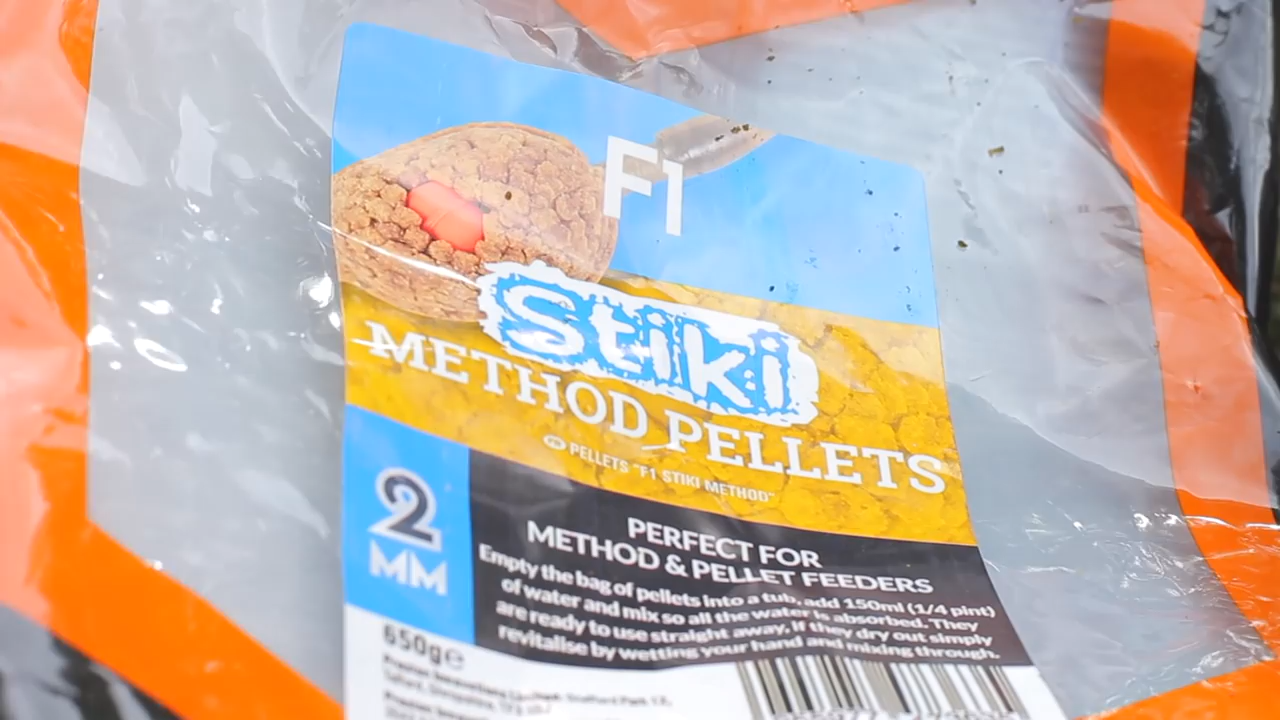 F1
Stiki
METHOD PELLETS
PELLETS "F1 STIKI METHOD"
2
MM
PERFECT FOR
METHOD & PELLET FEEDERS
Empty the bag of pellets into a tub, add 150ml (1/4 pint)
of water and mix so all the water is absorbed. They
are ready to use straight away, if they dry out simply
revitalise by wetting your hand and mixing through.
650g℮